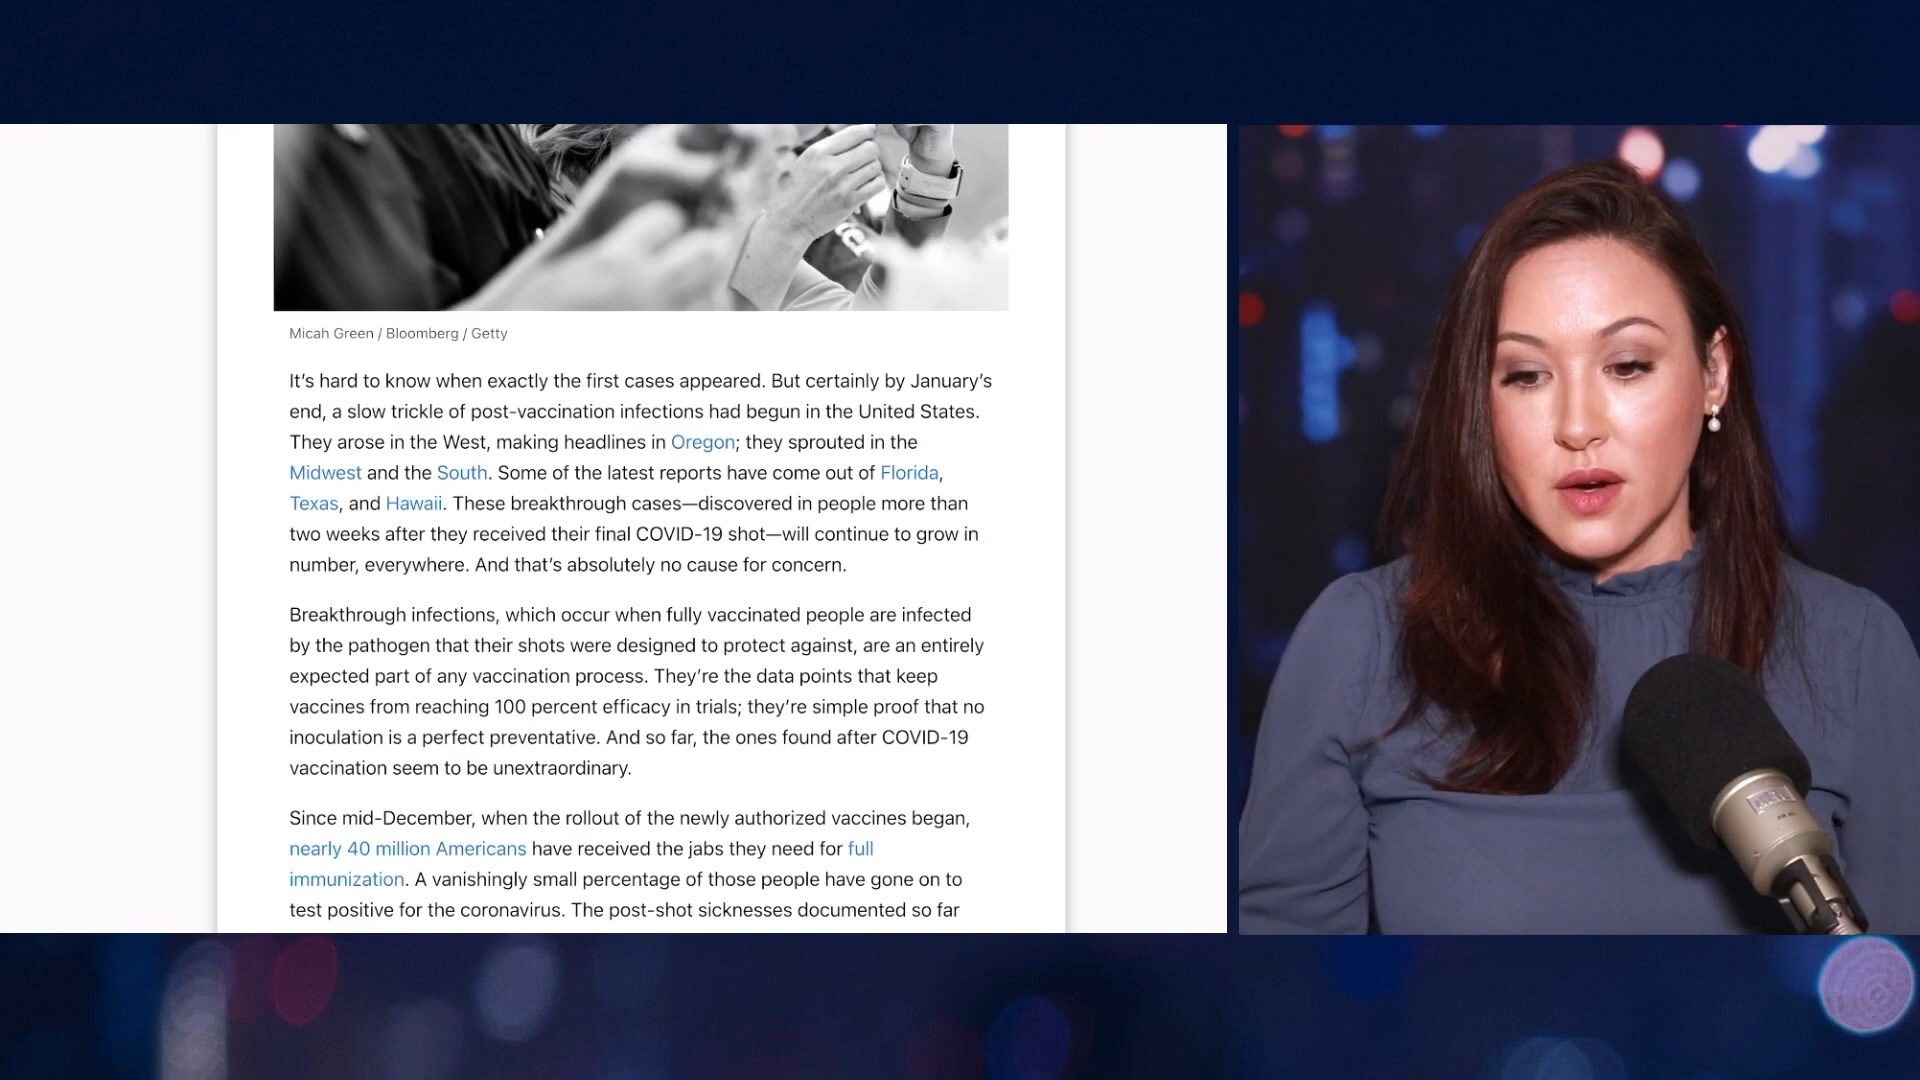 Micah Green / Bloomberg / Getty
It’s hard to know when exactly the first cases appeared. But certainly by January’s
end, a slow trickle of post-vaccination infections had begun in the United States.
They arose in the West, making headlines in Oregon; they sprouted in the
Midwest and the South. Some of the latest reports have come out of Florida,
Texas, and Hawaii. These breakthrough cases—discovered in people more than
two weeks after they received their final COVID-19 shot—will continue to grow in
number, everywhere. And that’s absolutely no cause for concern.
Breakthrough infections, which occur when fully vaccinated people are infected
by the pathogen that their shots were designed to protect against, are an entirely
expected part of any vaccination process. They’re the data points that keep
vaccines from reaching 100 percent efficacy in trials; they’re simple proof that no
inoculation is a perfect preventative. And so far, the ones found after COVID-19
vaccination seem to be unextraordinary.
Since mid-December, when the rollout of the newly authorized vaccines began,
nearly 40 million Americans have received the jabs they need for full
immunization. A vanishingly small percentage of those people have gone on to
test positive for the coronavirus. The post-shot sicknesses documented so far